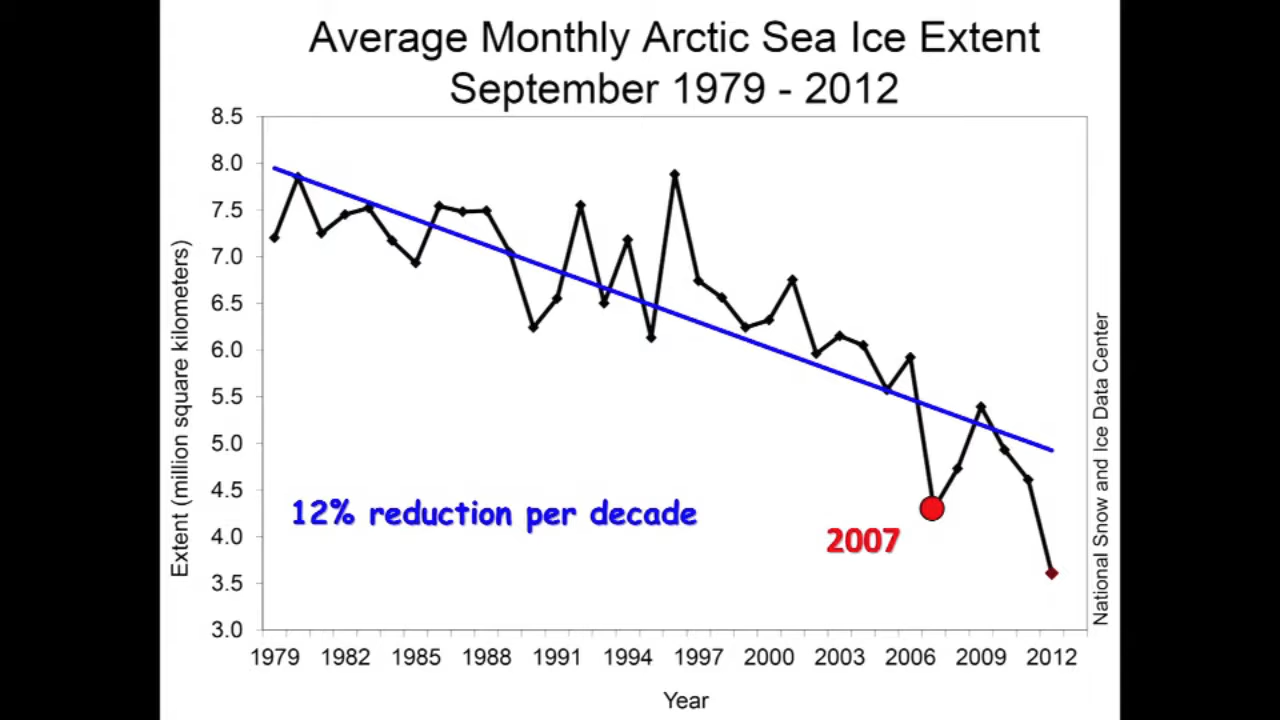 Average Monthly Arctic Sea Ice Extent
September 1979 - 2012
8.5
8.0
7.5
7.0
6.5
6.0
5.5
5.0
4.5
4.0
3.5
3.0
Extent (million square kilometers)
12% reduction per decade
2007
National Snow and Ice Data Center
1979 1982 1985 1988 1991 1994 1997 2000 2003 2006 2009 2012
Year